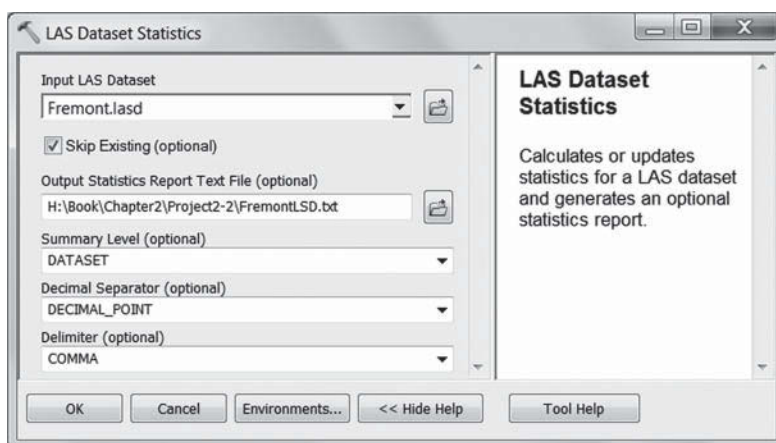 LAS Dataset Statistics
Input LAS Dataset
Fremont.lasd
Skip Existing (optional)
Output Statistics Report Text File (optional)
H:\Book\Chapter2\Project2-2\FremontLSD.txt
Summary Level (optional)
DATASET
Decimal Separator (optional)
DECIMAL_POINT
Delimiter (optional)
COMMA
OK
Cancel
Environments...
<< Hide Help
Tool Help
LAS Dataset
Statistics
Calculates or updates
statistics for a LAS dataset
and generates an optional
statistics report.